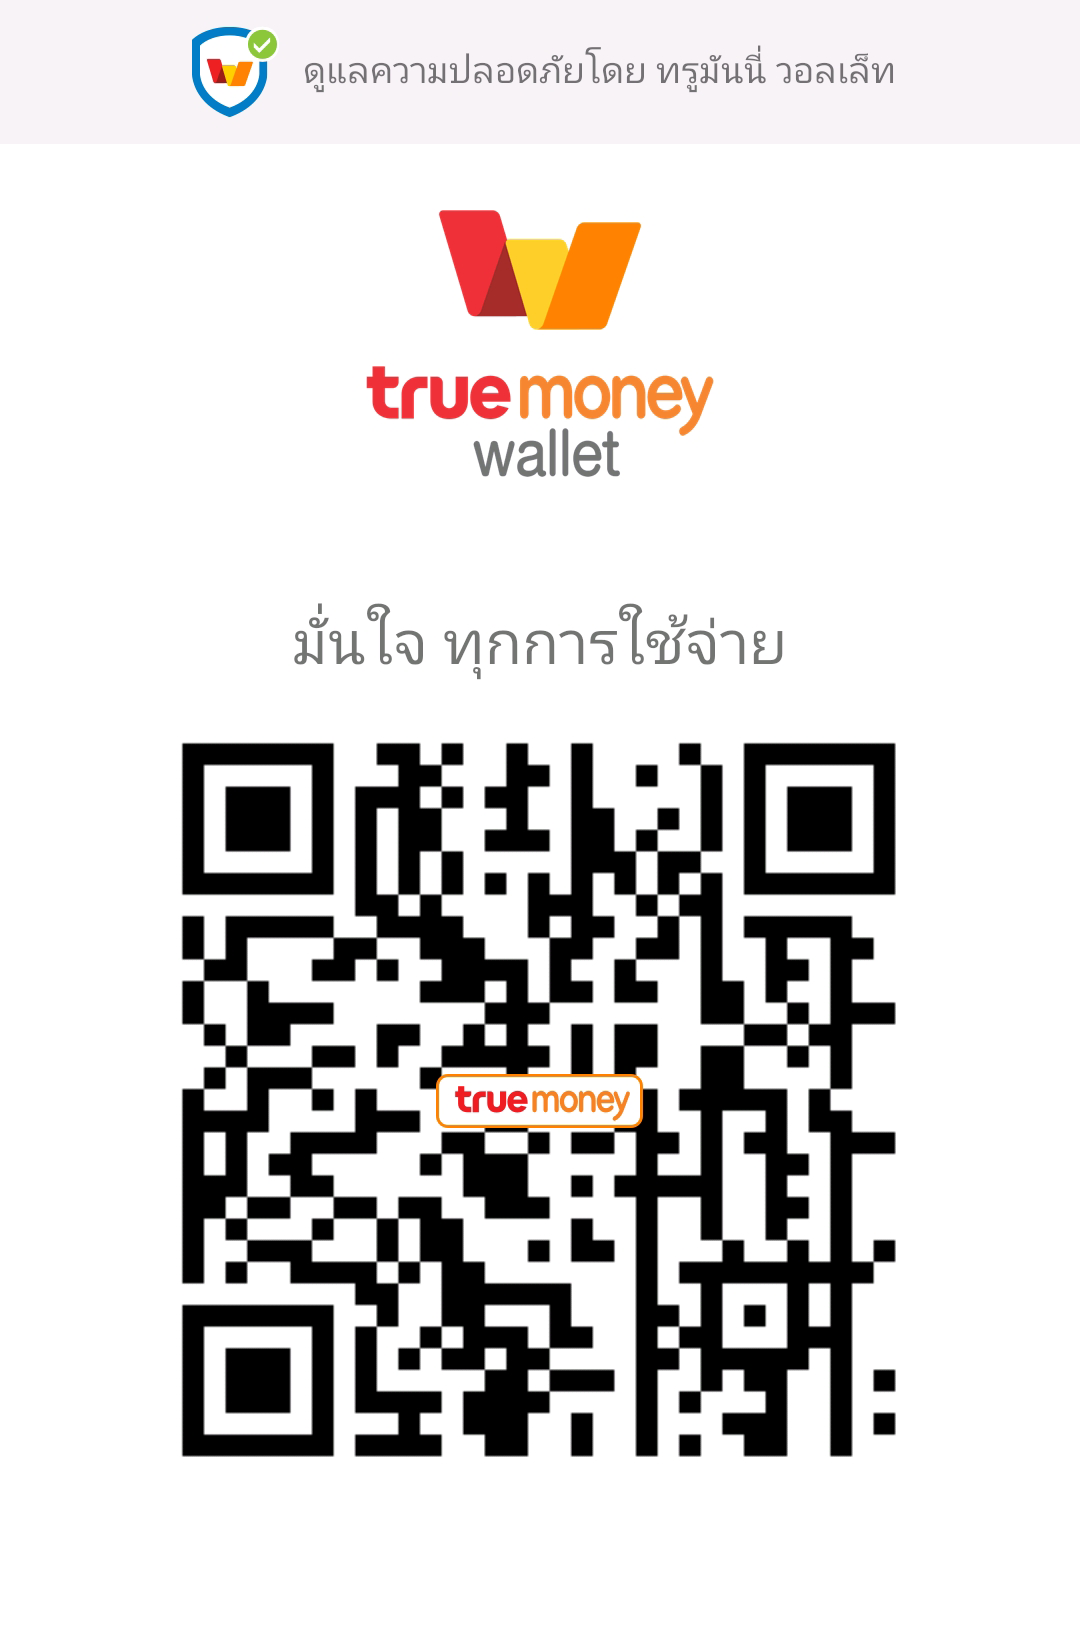 ดูแลความปลอดภัยโดย ทรูมันนี่ วอลเล็ท
truemoney
wallet
มั่นใจ ทุกการใช้จ่าย
truemoney